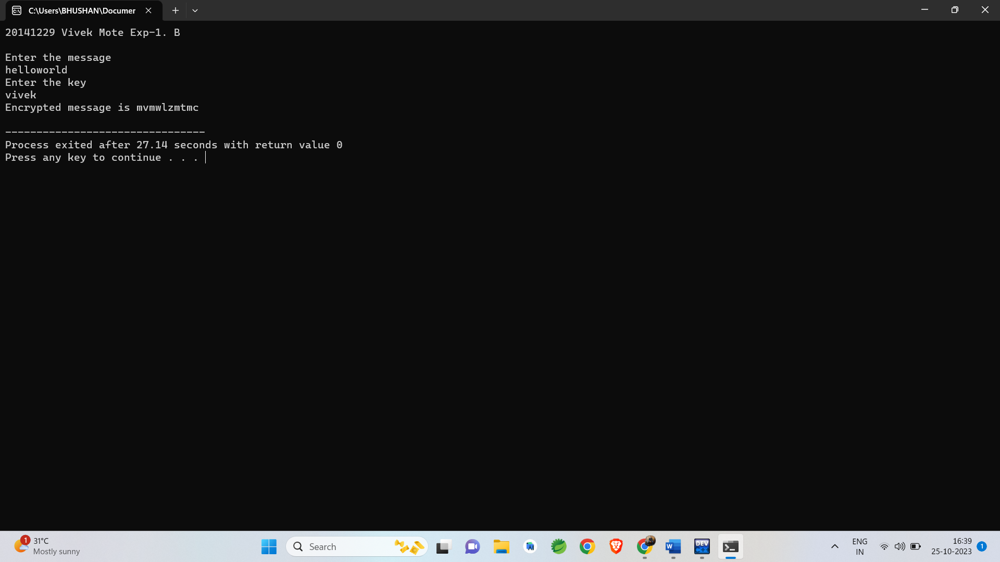 C:\Users\BHUSHAN\Documer
20141229 Vivek Mote Exp-1. B
Enter the message
helloworld
Enter the key
vivek
Encrypted message is mvmwlzmtmc
--------------------------------
Process exited after 27.14 seconds with return value 0
Press any key to continue . . .
1
31°C
Mostly sunny
Search
AI
W
DEV
C++
ENG
IN
16:39
25-10-2023
1